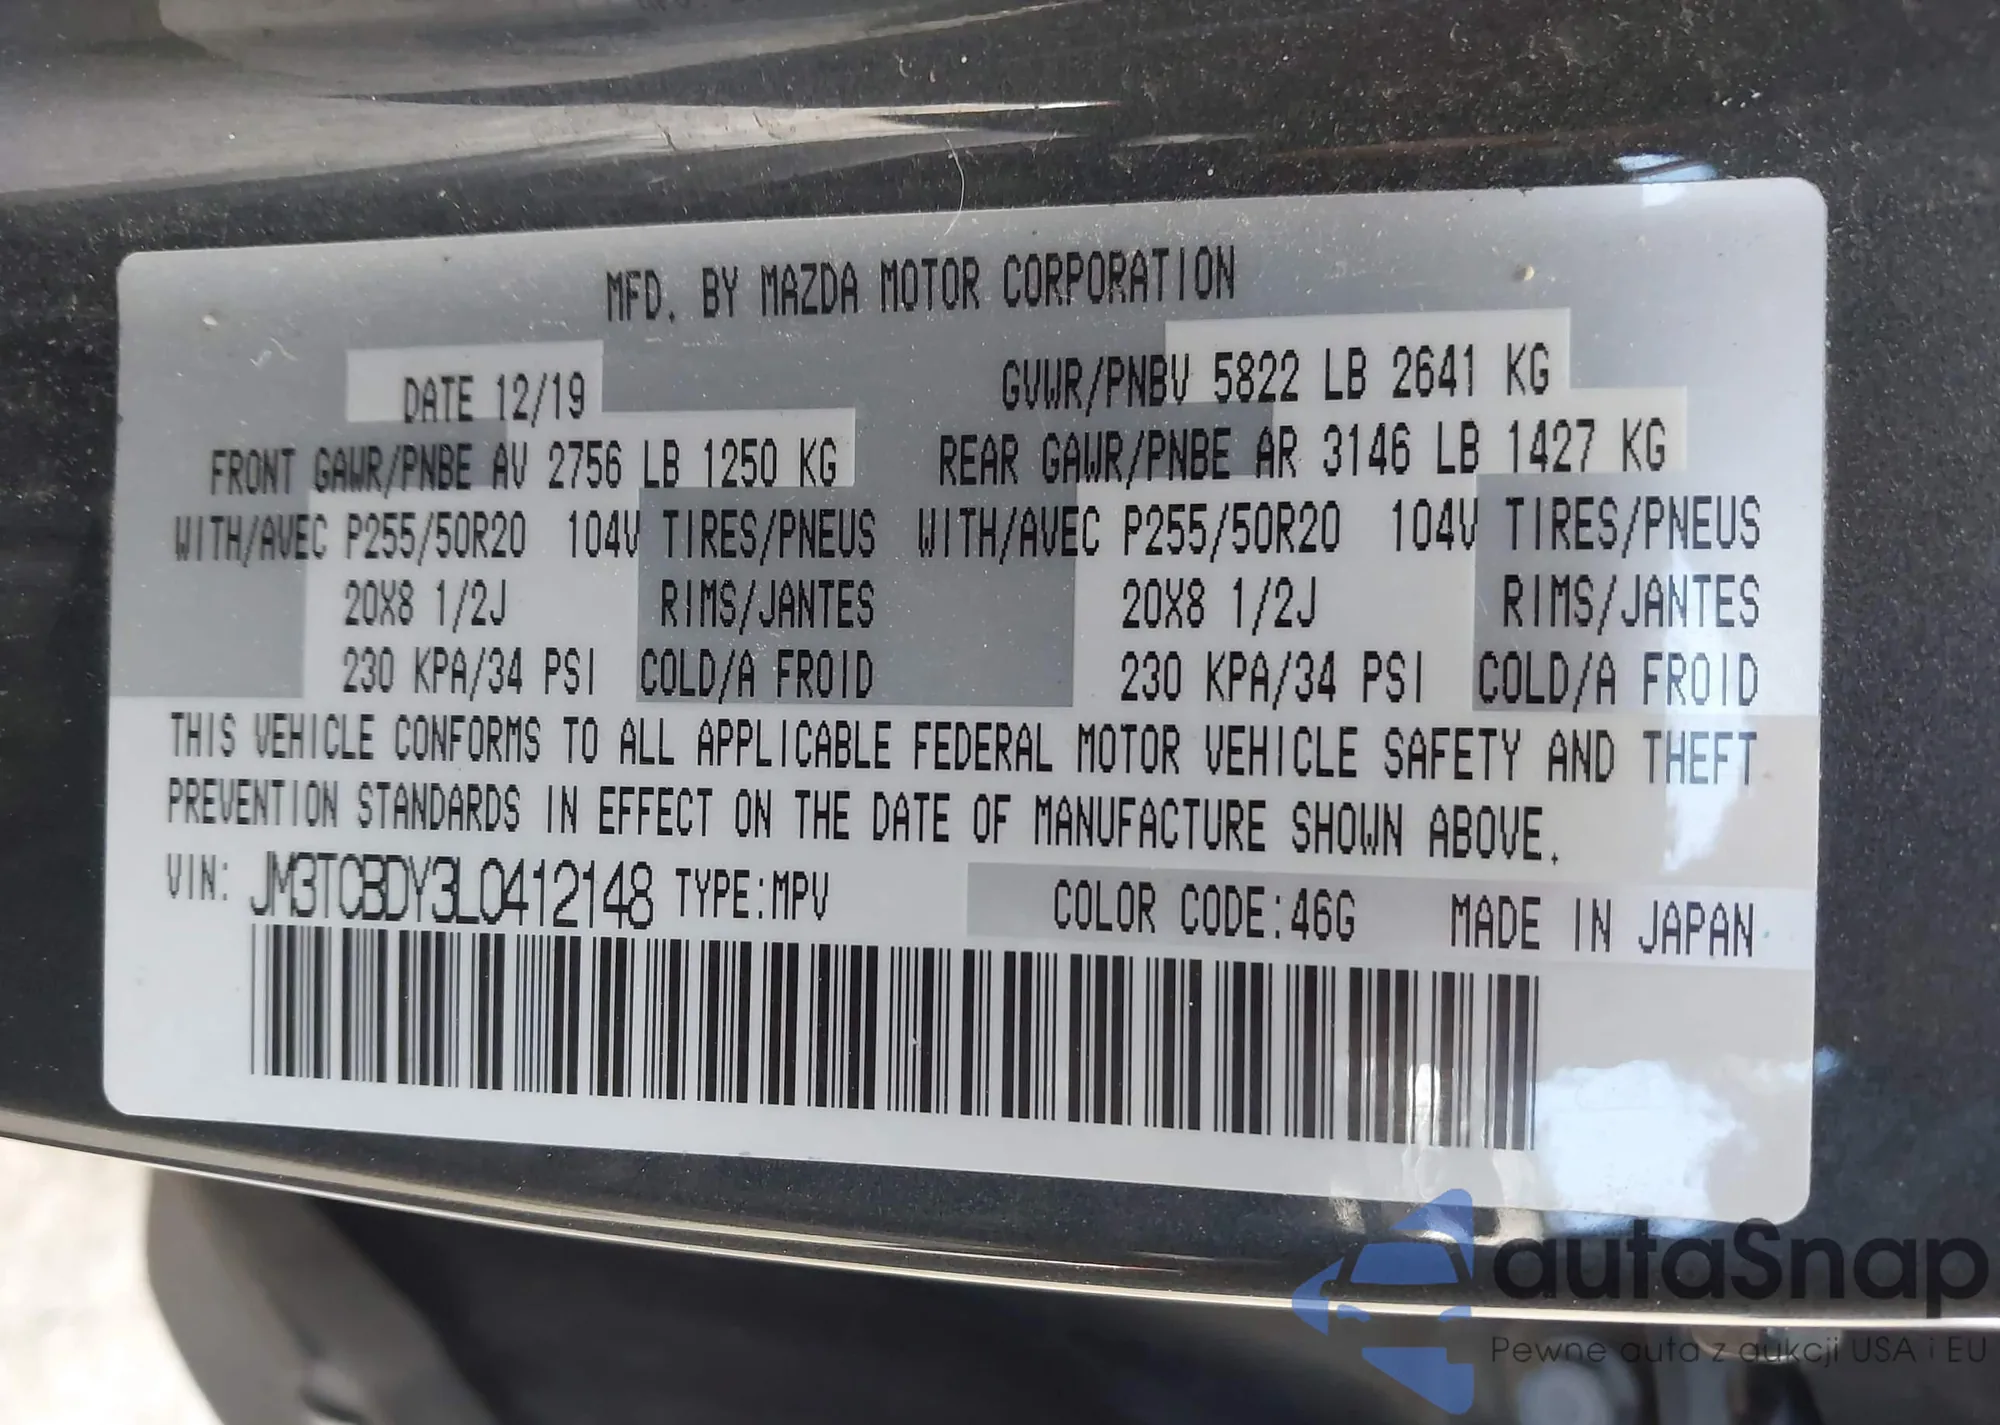 MFD. BY MAZDA MOTOR CORPORATION
DATE 12/19 GVWR/PNBV 5822 LB 2641 KG
FRONT GAWR/PNBE AV 2756 LB 1250 KG REAR GAWR/PNBE AR 3146 LB 1427 KG
WITH/AVEC P255/50R20 104V TIRES/PNEUS WITH/AVEC P255/50R20 104V TIRES/PNEUS
20X8 1/2J RIMS/JANTES 20X8 1/2J RIMS/JANTES
230 KPA/34 PSI COLD/A FROID 230 KPA/34 PSI COLD/A FROID
THIS VEHICLE CONFORMS TO ALL APPLICABLE FEDERAL MOTOR VEHICLE SAFETY AND THEFT
PREVENTION STANDARDS IN EFFECT ON THE DATE OF MANUFACTURE SHOWN ABOVE.
VIN: JM3TCBDY3L0412148 TYPE:MPV COLOR CODE:46G MADE IN JAPAN
autaSnap
Pewne auta z aukcji USA i EU